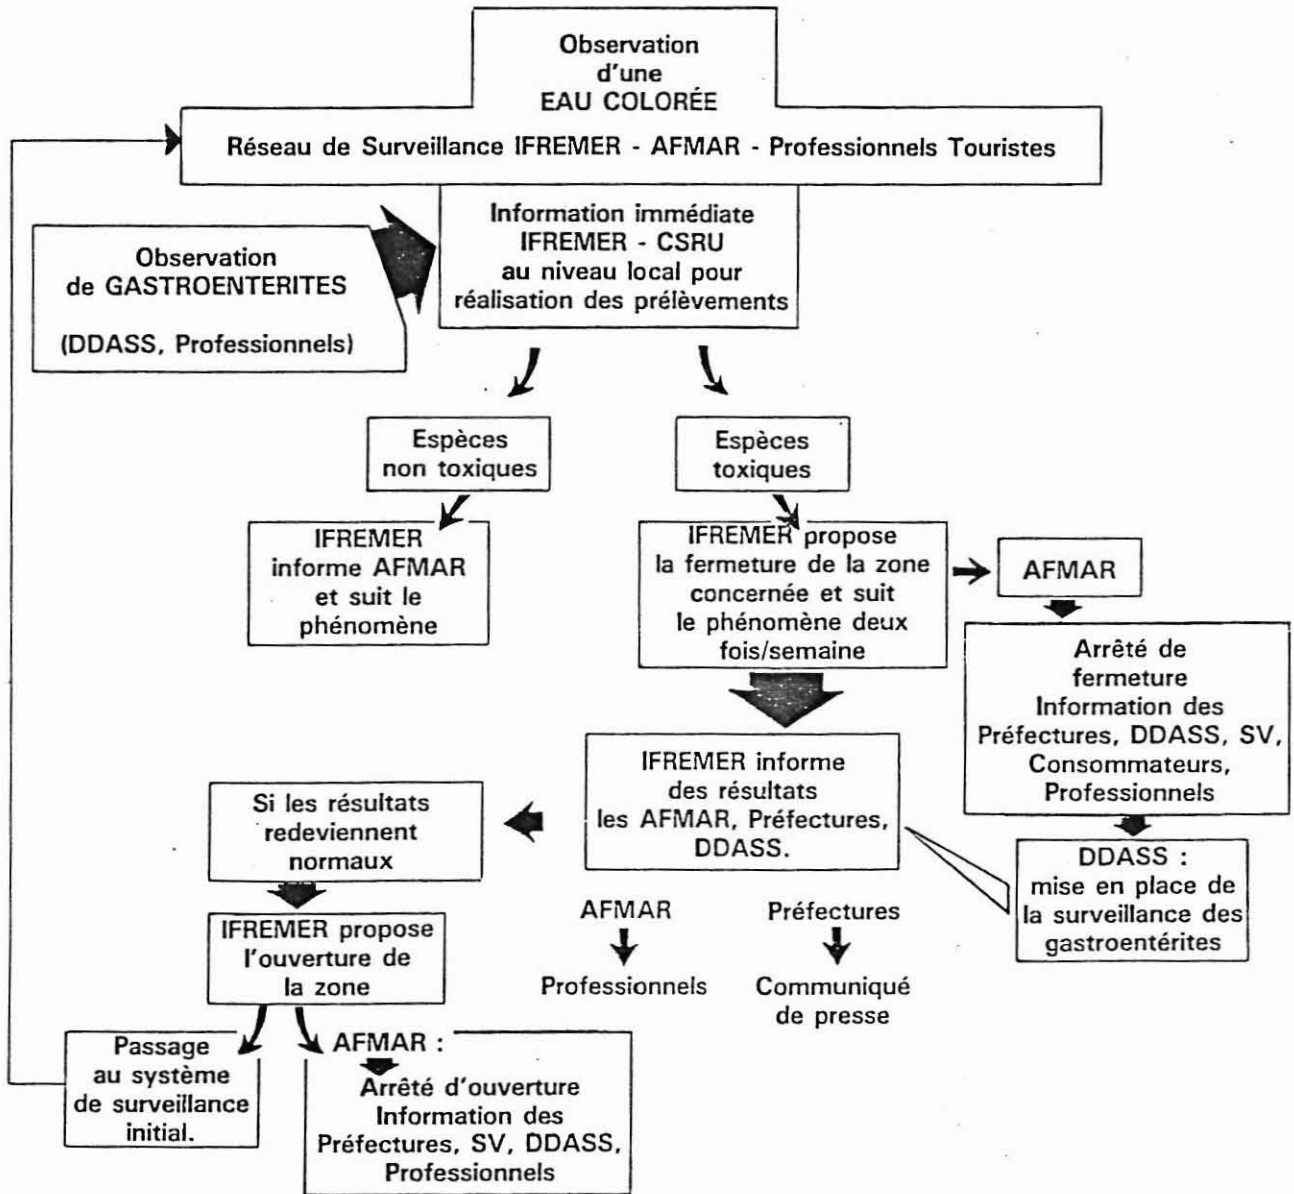 Observation
d'une
EAU COLORÉE
Réseau de Surveillance IFREMER - AFMAR - Professionnels Touristes
Information immédiate
IFREMER - CSRU
au niveau local pour
réalisation des prélèvements
Observation
de GASTROENTERITES
(DDASS, Professionnels)
Espèces
non toxiques
Espèces
toxiques
IFREMER
informe AFMAR
et suit le
phénomène
IFREMER propose
la fermeture de la zone
concernée et suit
le phénomène deux
fois/semaine
AFMAR
Arrêté de
fermeture
Information des
Préfectures, DDASS, SV,
Consommateurs,
Professionnels
DDASS :
mise en place de
la surveillance des
gastroentérites
IFREMER informe
des résultats
les AFMAR, Préfectures,
DDASS.
AFMAR
Professionnels
Préfectures
Communiqué
de presse
Si les résultats
redeviennent
normaux
IFREMER propose
l'ouverture de
la zone
Passage
au système
de surveillance
initial.
AFMAR :
Arrêté d'ouverture
Information des
Préfectures, SV, DDASS,
Professionnels